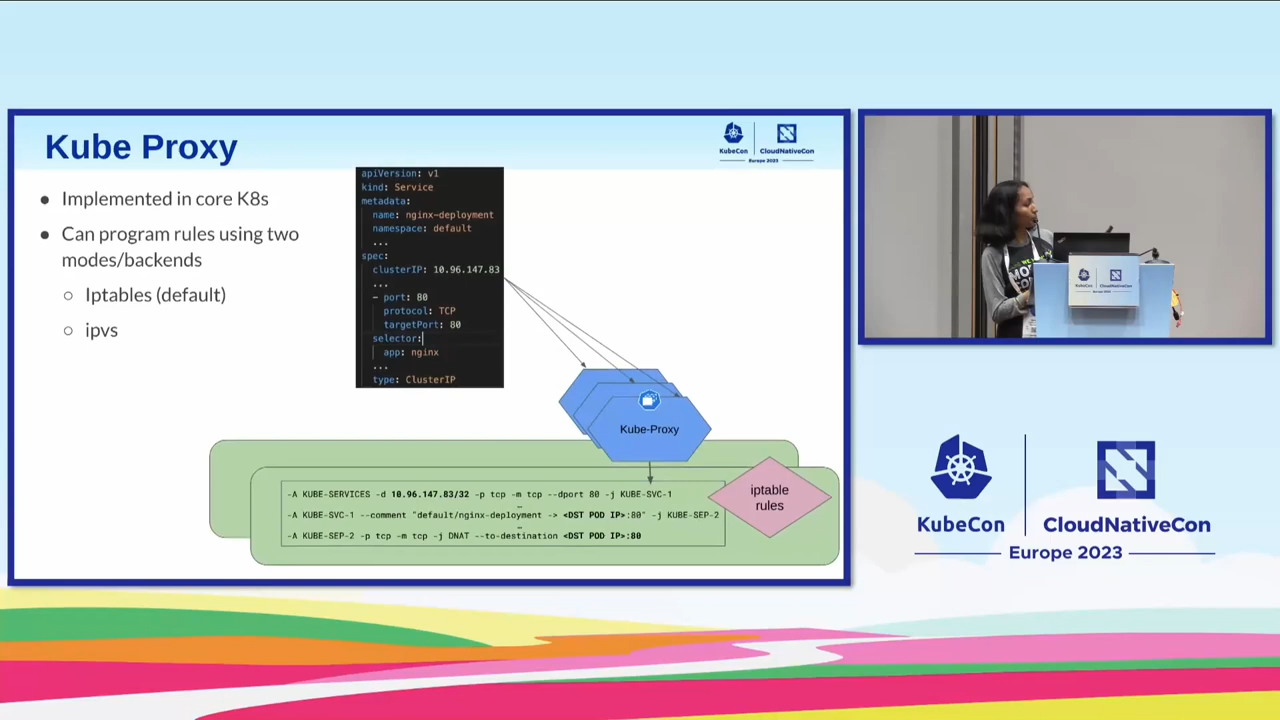 Kube Proxy
KubeCon
CloudNativeCon
Europe 2023
● Implemented in core K8s
● Can program rules using two
modes/backends
○ Iptables (default)
○ ipvs
apiVersion: v1
kind: Service
metadata:
name: nginx-deployment
namespace: default
...
spec:
clusterIP: 10.96.147.83
...
- port: 80
protocol: TCP
targetPort: 80
selector:
app: nginx
...
type: ClusterIP
Kube-Proxy
iptable
rules
-A KUBE-SERVICES -d 10.96.147.83/32 -p tcp -m tcp --dport 80 -j KUBE-SVC-1
…
-A KUBE-SVC-1 --comment "default/nginx-deployment -> <DST POD IP>:80" -j KUBE-SEP-2
…
-A KUBE-SEP-2 -p tcp -m tcp -j DNAT --to-destination <DST POD IP>:80
KubeCon
CloudNativeCon
Europe 2023